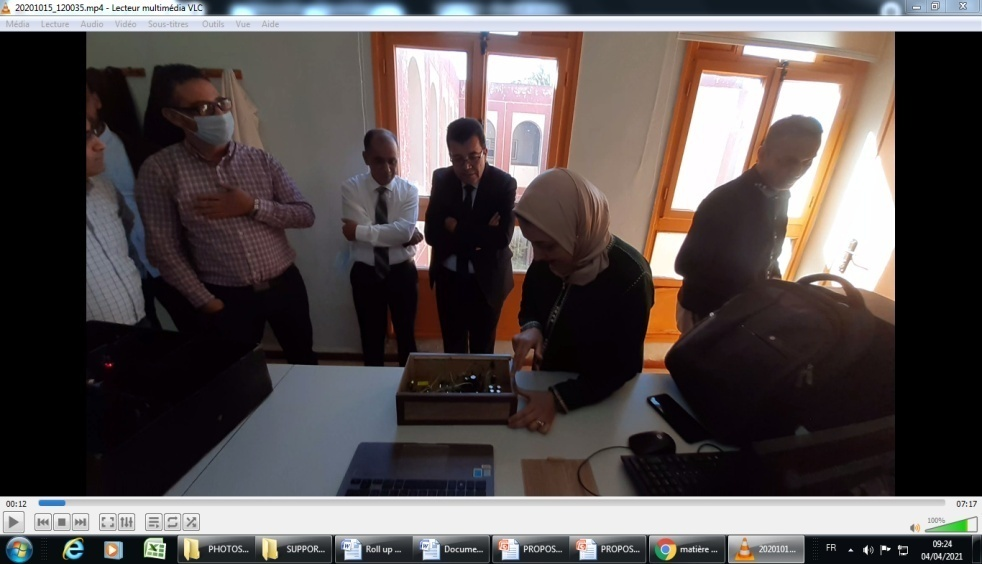 20201015_120035.mp4 - Lecteur multimédia VLC
Média Lecture Audio Vidéo Sous-titres Outils Vue Aide
00:12
07:17
100%
PHOTOS...
SUPPOR...
Roll up ...
Docume...
PROPOS...
PROPOS...
matière ...
2020101...
FR
09:24
04/04/2021